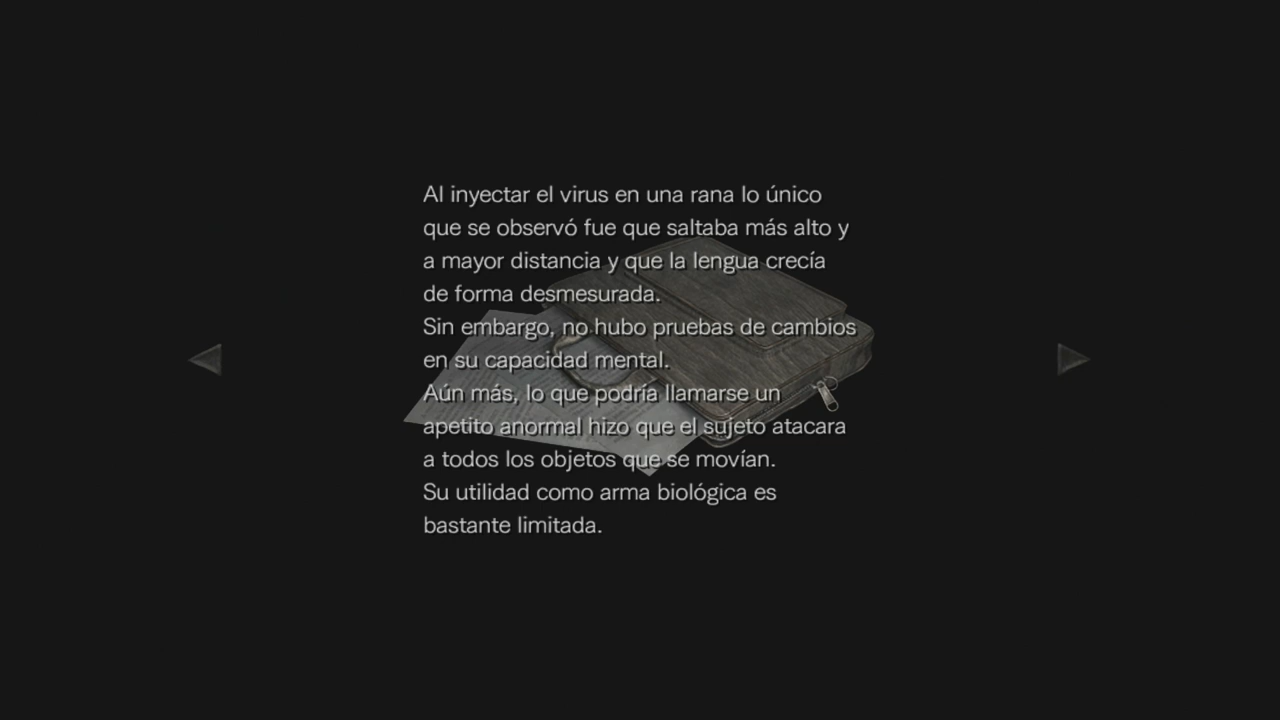 Al inyectar el virus en una rana lo único
que se observó fue que saltaba más alto y
a mayor distancia y que la lengua crecía
de forma desmesurada.
Sin embargo, no hubo pruebas de cambios
en su capacidad mental.
Aún más, lo que podría llamarse un
apetito anormal hizo que el sujeto atacara
a todos los objetos que se movían.
Su utilidad como arma biológica es
bastante limitada.